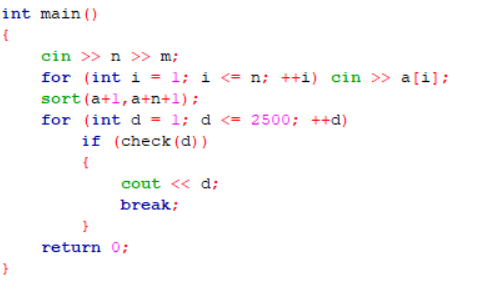 int main()
{
    cin >> n >> m;
    for (int i = 1; i <= n; ++i) cin >> a[i];
    sort(a+1,a+n+1);
    for (int d = 1; d <= 2500; ++d)
        if (check(d))
        {
            cout << d;
            break;
        }
    return 0;
}